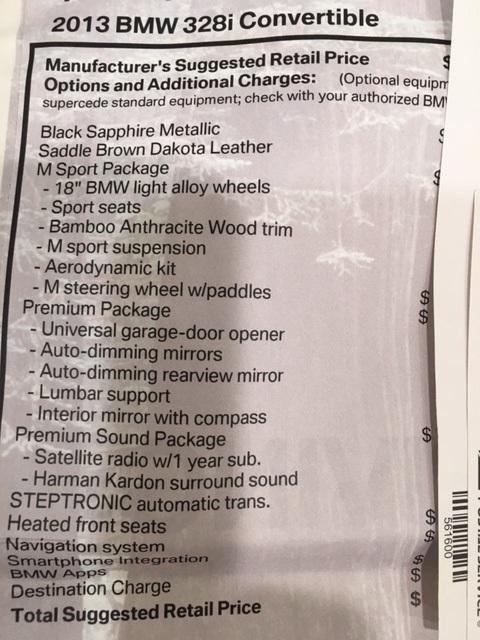 2013 BMW 328i Convertible
Manufacturer's Suggested Retail Price $
Options and Additional Charges: (Optional equipm
supercede standard equipment; check with your authorized BM
Black Sapphire Metallic $
Saddle Brown Dakota Leather
M Sport Package $
- 18" BMW light alloy wheels
- Sport seats
- Bamboo Anthracite Wood trim
- M sport suspension
- Aerodynamic kit
- M steering wheel w/paddles $
Premium Package $
- Universal garage-door opener
- Auto-dimming mirrors
- Auto-dimming rearview mirror
- Lumbar support
- Interior mirror with compass
Premium Sound Package $
- Satellite radio w/1 year sub.
- Harman Kardon surround sound
STEPTRONIC automatic trans. $
Heated front seats $
Navigation system
Smartphone Integration $
BMW Apps $
Destination Charge $
Total Suggested Retail Price
561600